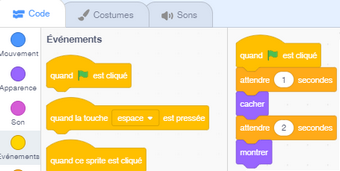 Code
Costumes
Sons
Mouvement
Apparence
Son
Événements
Événements
quand est cliqué
quand la touche espace est pressée
quand ce sprite est cliqué
quand est cliqué
attendre 1 secondes
cacher
attendre 2 secondes
montrer